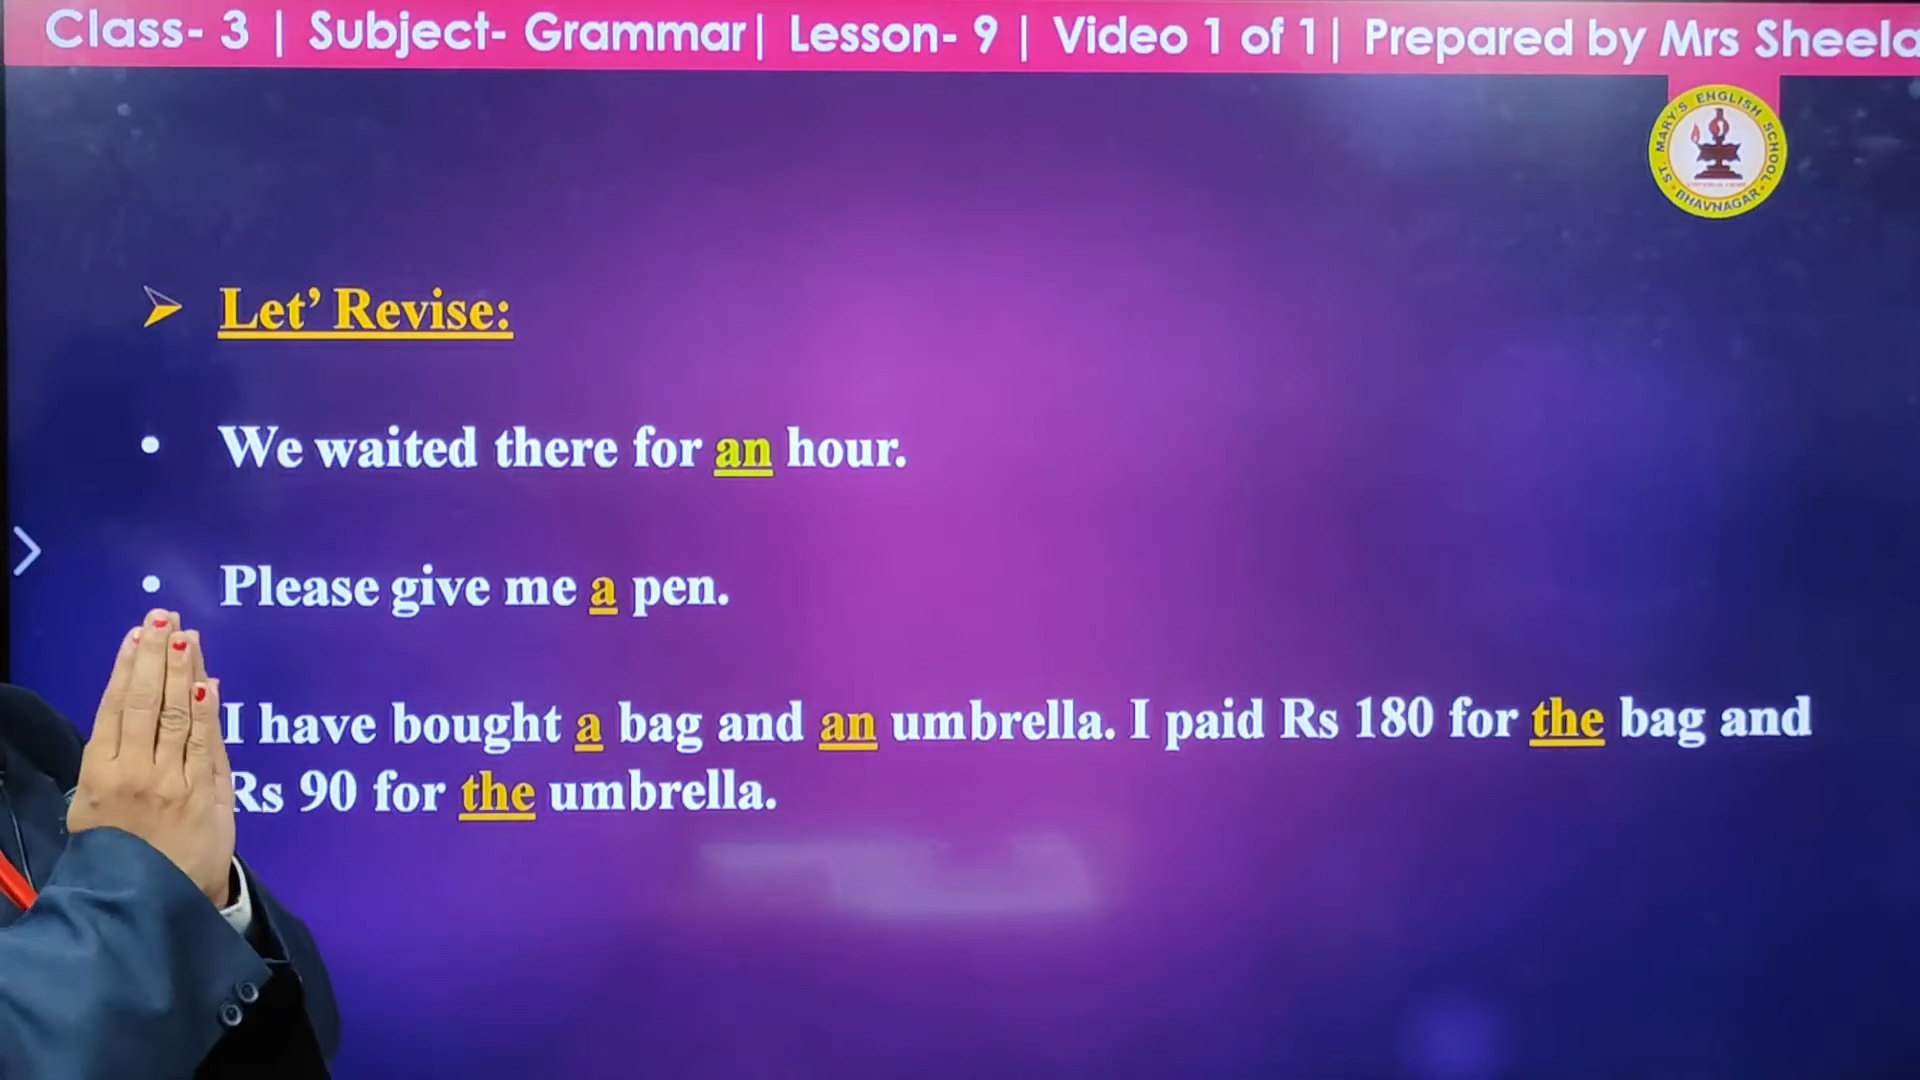 Class- 3 | Subject- Grammar| Lesson- 9 | Video 1 of 1| Prepared by Mrs Sheela
ST. MARY'S ENGLISH SCHOOL
BHAVNAGAR
Let’ Revise:
We waited there for an hour.
Please give me a pen.
I have bought a bag and an umbrella. I paid Rs 180 for the bag and
Rs 90 for the umbrella.